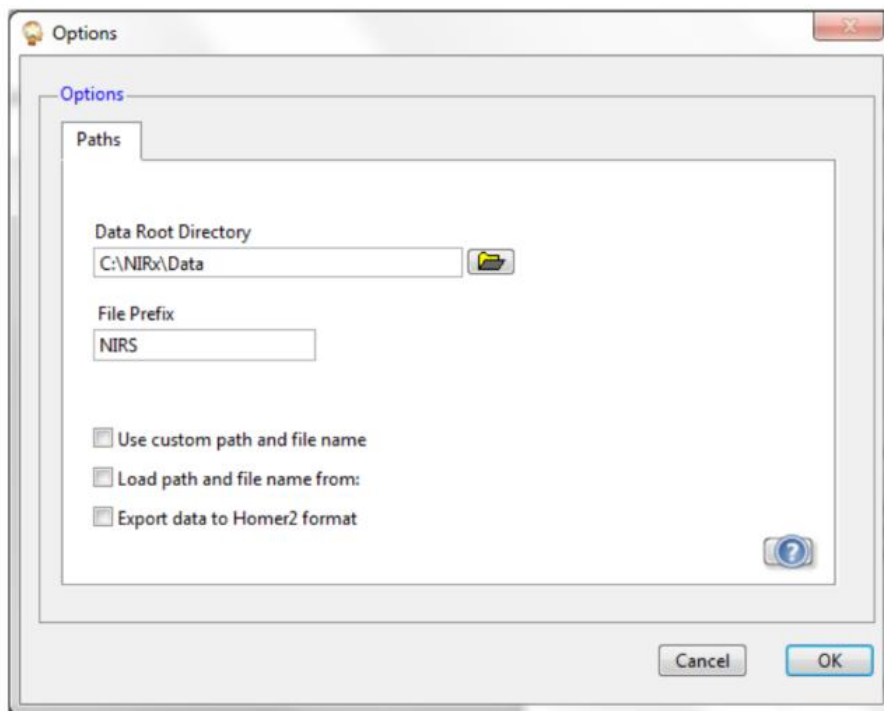 Options
Options
Paths
Data Root Directory
C:\NIRx\Data
File Prefix
NIRS
Use custom path and file name
Load path and file name from:
Export data to Homer2 format
?
Cancel
OK